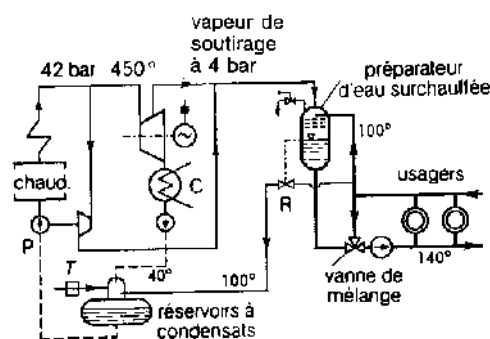 vapeur de
soutirage
à 4 bar
42 bar 450°
préparateur
d'eau surchauffée
100°
chaud.
C
R
usagers
P
T
40°
100°
140°
vanne de
mélange
réservoirs à
condensats